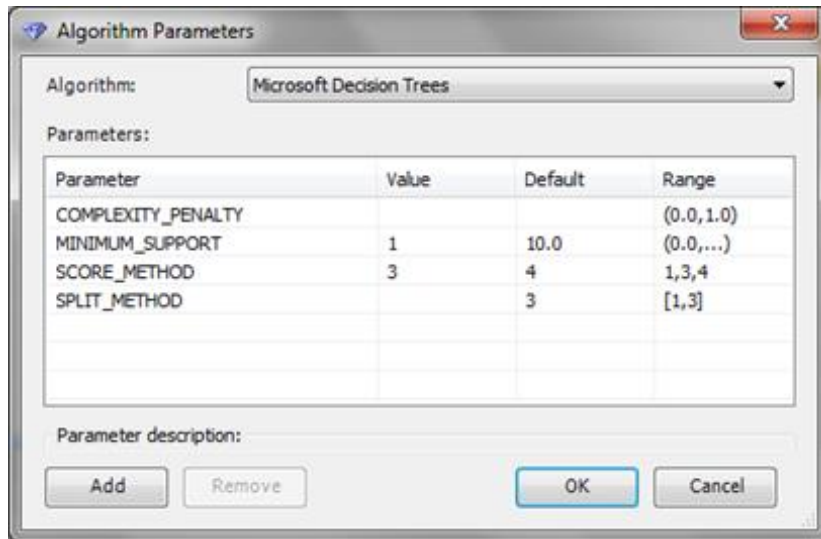 Algorithm Parameters
Algorithm: Microsoft Decision Trees
Parameters:
Parameter Value Default Range
COMPLEXITY_PENALTY (0.0,1.0)
MINIMUM_SUPPORT 1 10.0 (0.0,...)
SCORE_METHOD 3 4 1,3,4
SPLIT_METHOD 3 [1,3]
Parameter description:
Add Remove OK Cancel